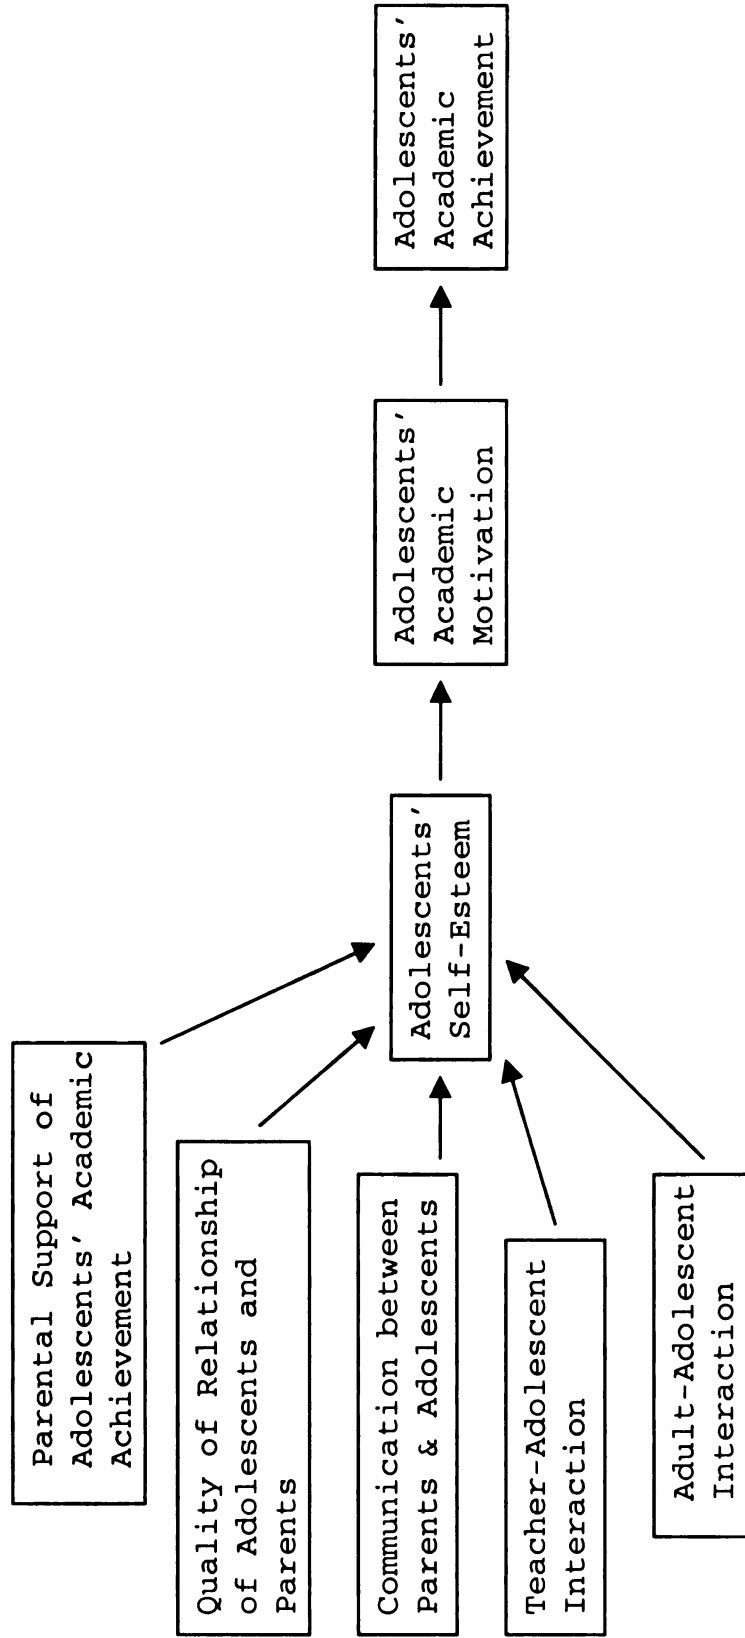 Parental Support of
Adolescents' Academic
Achievement
Quality of Relationship
of Adolescents and
Parents
Communication between
Parents & Adolescents
Teacher-Adolescent
Interaction
Adult-Adolescent
Interaction
Adolescents'
Self-Esteem
Adolescents'
Academic
Motivation
Adolescents'
Academic
Achievement